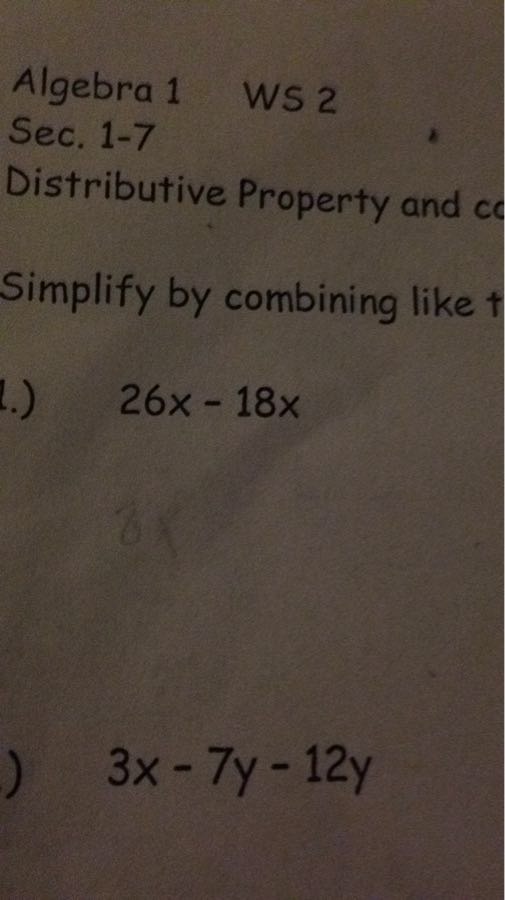 Algebra 1 WS 2
Sec. 1-7
Distributive Property and
Simplify by combining like
1.) 26x - 18x
8x
) 3x - 7y - 12y